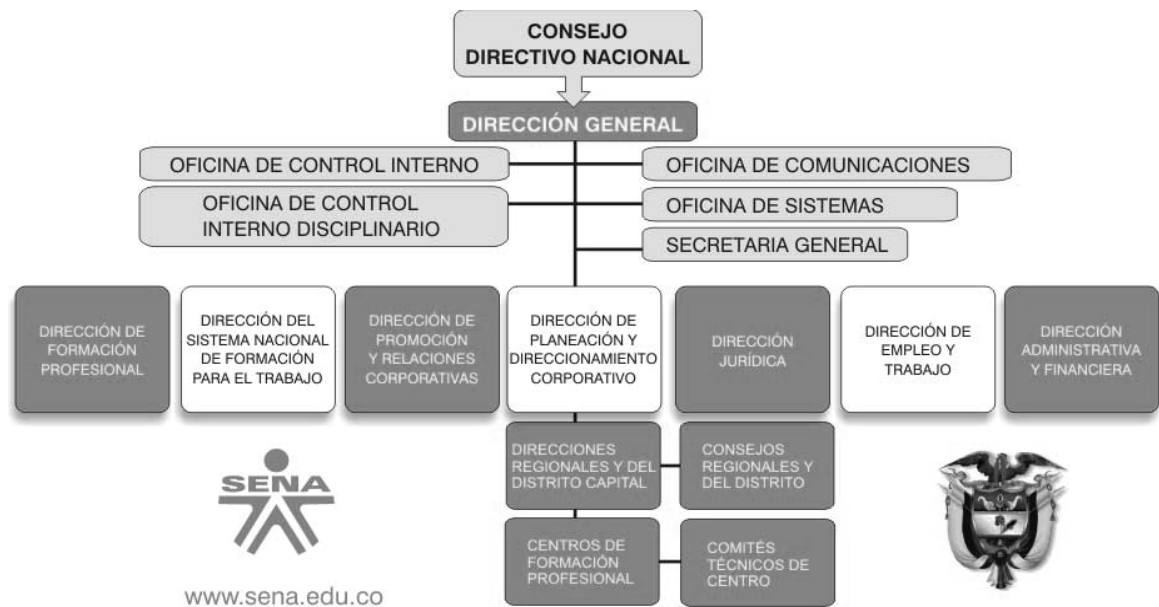 CONSEJO
DIRECTIVO NACIONAL
DIRECCIÓN GENERAL
OFICINA DE CONTROL INTERNO
OFICINA DE COMUNICACIONES
OFICINA DE CONTROL
INTERNO DISCIPLINARIO
OFICINA DE SISTEMAS
SECRETARIA GENERAL
DIRECCIÓN DE
FORMACIÓN
PROFESIONAL
DIRECCIÓN DEL
SISTEMA NACIONAL
DE FORMACIÓN
PARA EL TRABAJO
DIRECCIÓN DE
PROMOCIÓN
Y RELACIONES
CORPORATIVAS
DIRECCIÓN DE
PLANEACIÓN Y
DIRECCIONAMIENTO
CORPORATIVO
DIRECCIÓN
JURÍDICA
DIRECCIÓN DE
EMPLEO Y
TRABAJO
DIRECCIÓN
ADMINISTRATIVA
Y FINANCIERA
DIRECCIONES
REGIONALES Y DEL
DISTRITO CAPITAL
CONSEJOS
REGIONALES Y
DEL DISTRITO
CENTROS DE
FORMACIÓN
PROFESIONAL
COMITÉS
TÉCNICOS DE
CENTRO
SENA
www.sena.edu.co